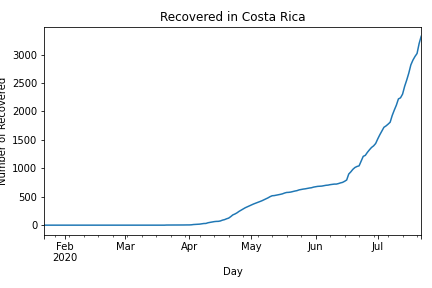 Recovered in Costa Rica
Number of Recovered
3000
2500
2000
1500
1000
500
0
Feb
2020
Mar
Apr
May
Jun
Jul
Day